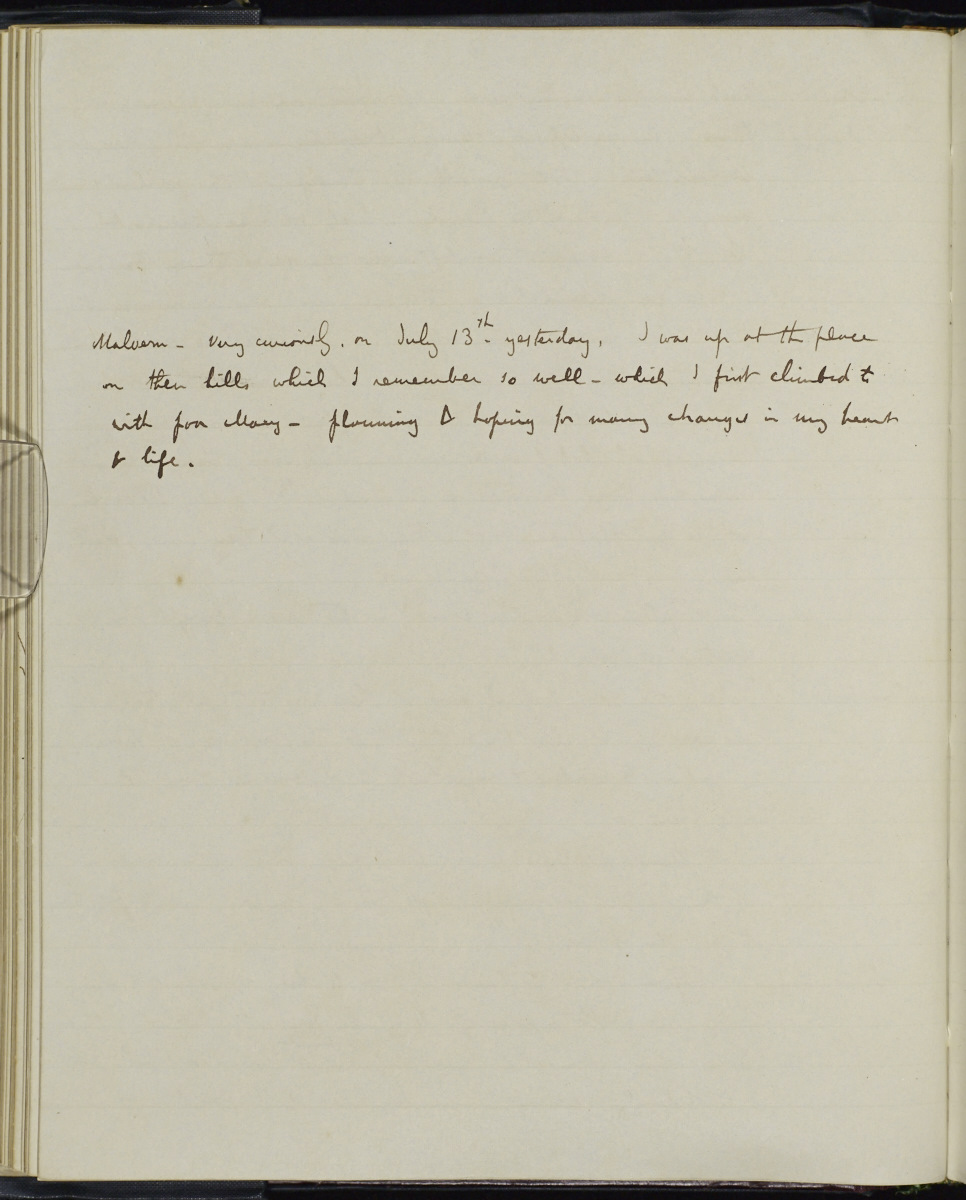 Malvern - Very curiously, on July 13th - yesterday, I was up at the place
on these hills which I remember so well - which I first climbed to
with poor Mary - planning & hoping for many changes in my heart
& life.